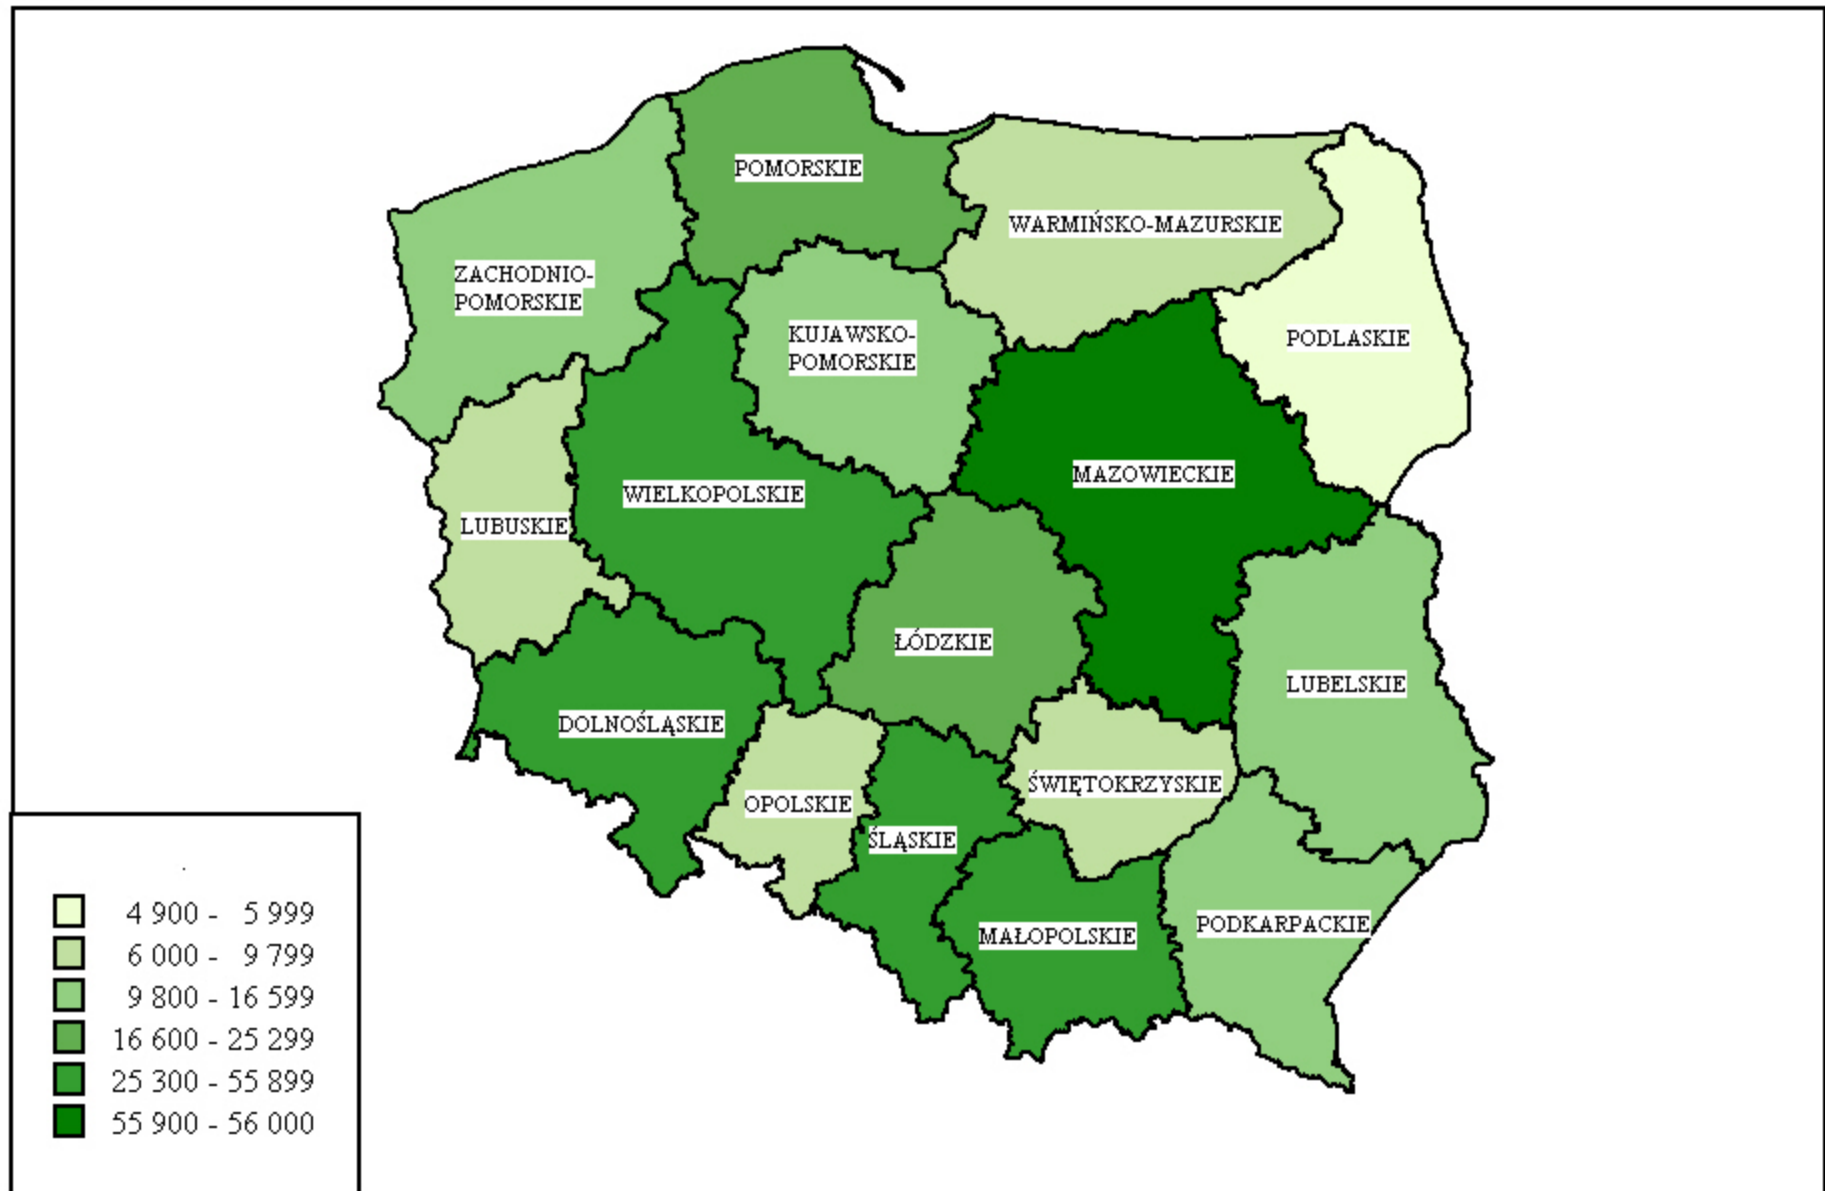 POMORSKIE
WARMIŃSKO-MAZURSKIE
ZACHODNIO-
POMORSKIE
KUJAWSKO-
POMORSKIE
PODLASKIE
MAZOWIECKIE
WIELKOPOLSKIE
LUBUSKIE
ŁÓDZKIE
LUBELSKIE
DOLNOŚLĄSKIE
ŚWIĘTOKRZYSKIE
OPOLSKIE
ŚLĄSKIE
PODKARPACKIE
MAŁOPOLSKIE
.
4 900 - 5 999
6 000 - 9 799
9 800 - 16 599
16 600 - 25 299
25 300 - 55 899
55 900 - 56 000